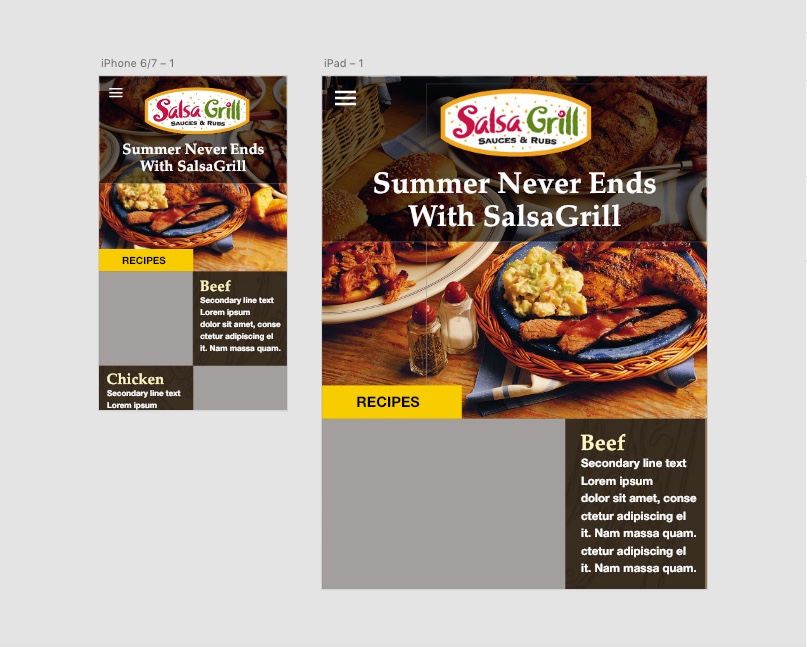 iPhone 6/7 – 1
Salsa Grill
SAUCES & RUBS
Summer Never Ends
With SalsaGrill
RECIPES
Beef
Secondary line text
Lorem ipsum
dolor sit amet, conse
ctetur adipiscing el
it. Nam massa quam.
Chicken
Secondary line text
Lorem ipsum
iPad – 1
Salsa Grill
SAUCES & RUBS
Summer Never Ends
With SalsaGrill
RECIPES
Beef
Secondary line text
Lorem ipsum
dolor sit amet, conse
ctetur adipiscing el
it. Nam massa quam.
ctetur adipiscing el
it. Nam massa quam.